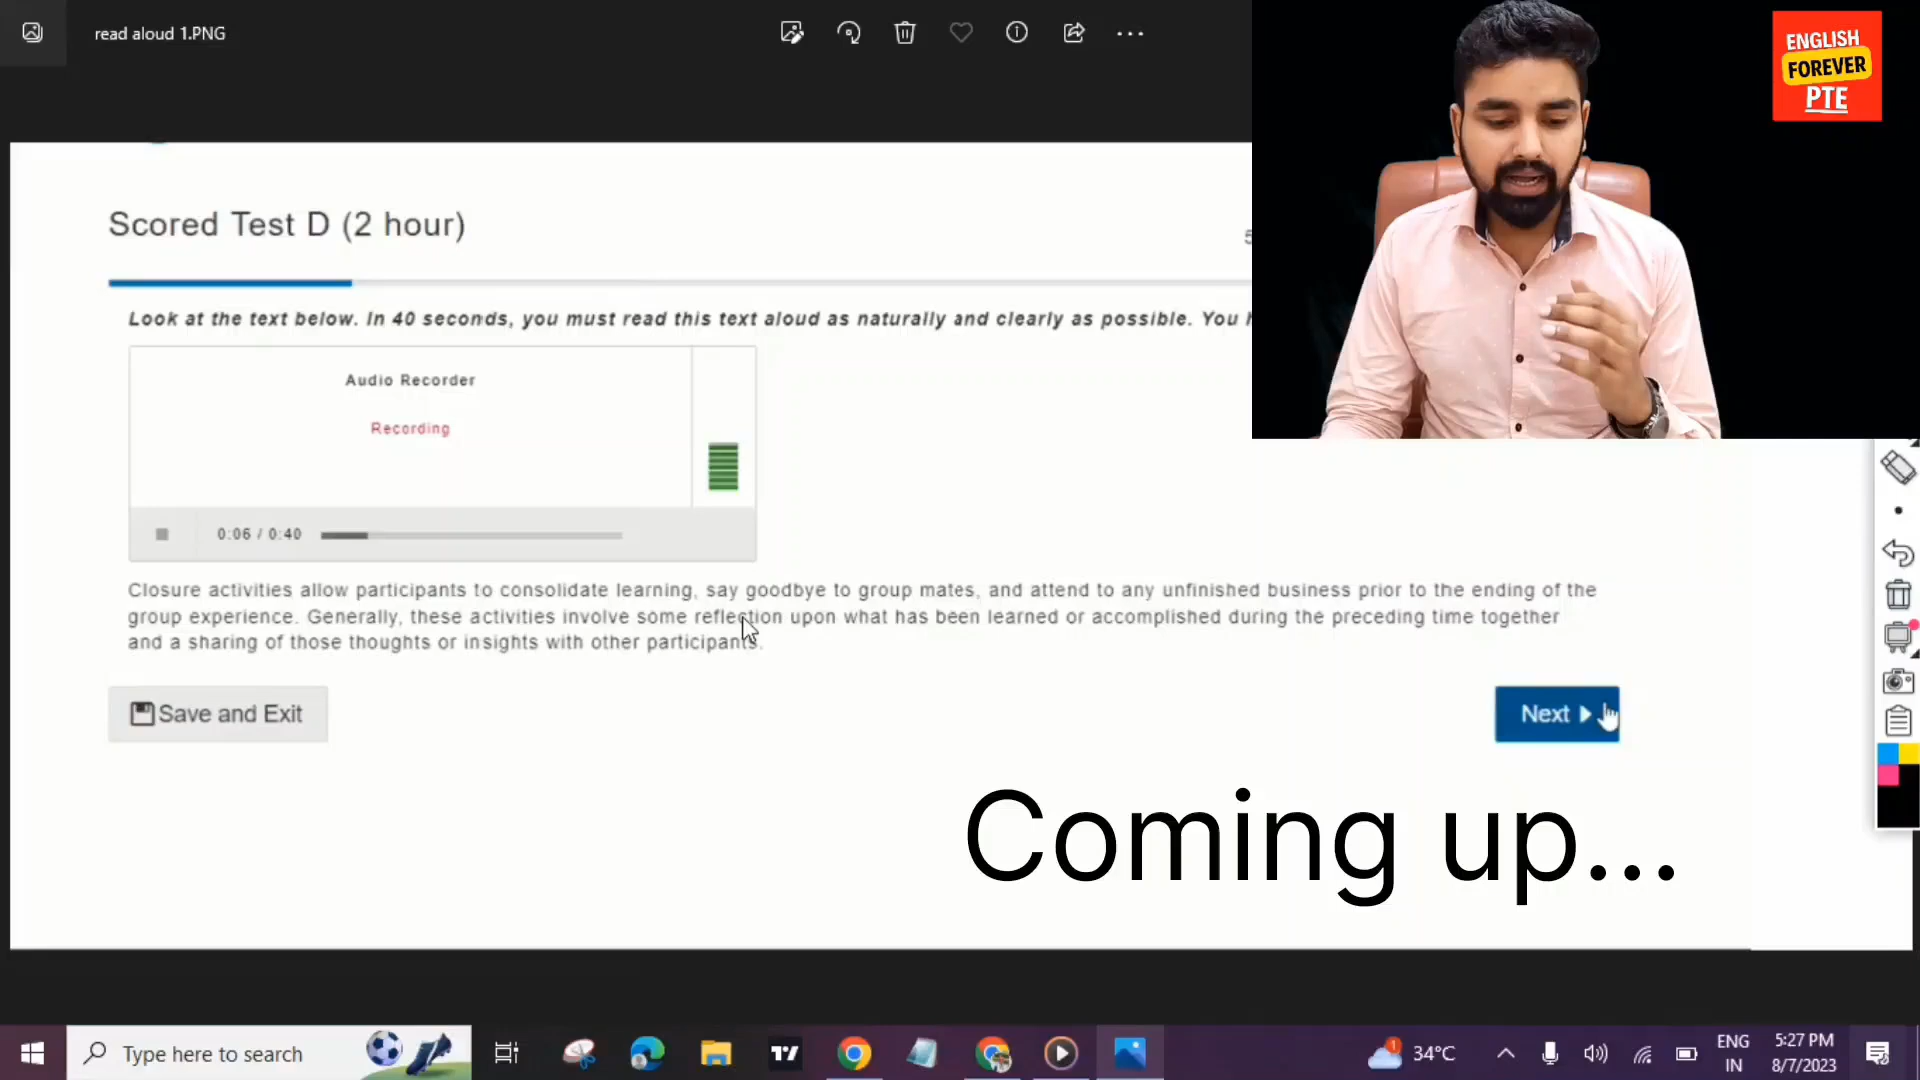 read aloud 1.PNG
ENGLISH
FOREVER
PTE
Scored Test D (2 hour)
Look at the text below. In 40 seconds, you must read this text aloud as naturally and clearly as possible. You
Audio Recorder
Recording
0:06 / 0:40
Closure activities allow participants to consolidate learning, say goodbye to group mates, and attend to any unfinished business prior to the ending of the
group experience. Generally, these activities involve some reflection upon what has been learned or accomplished during the preceding time together
and a sharing of those thoughts or insights with other participants.
Save and Exit
Next
Coming up...
Type here to search
1
34°C
ENG
IN
5:27 PM
8/7/2023